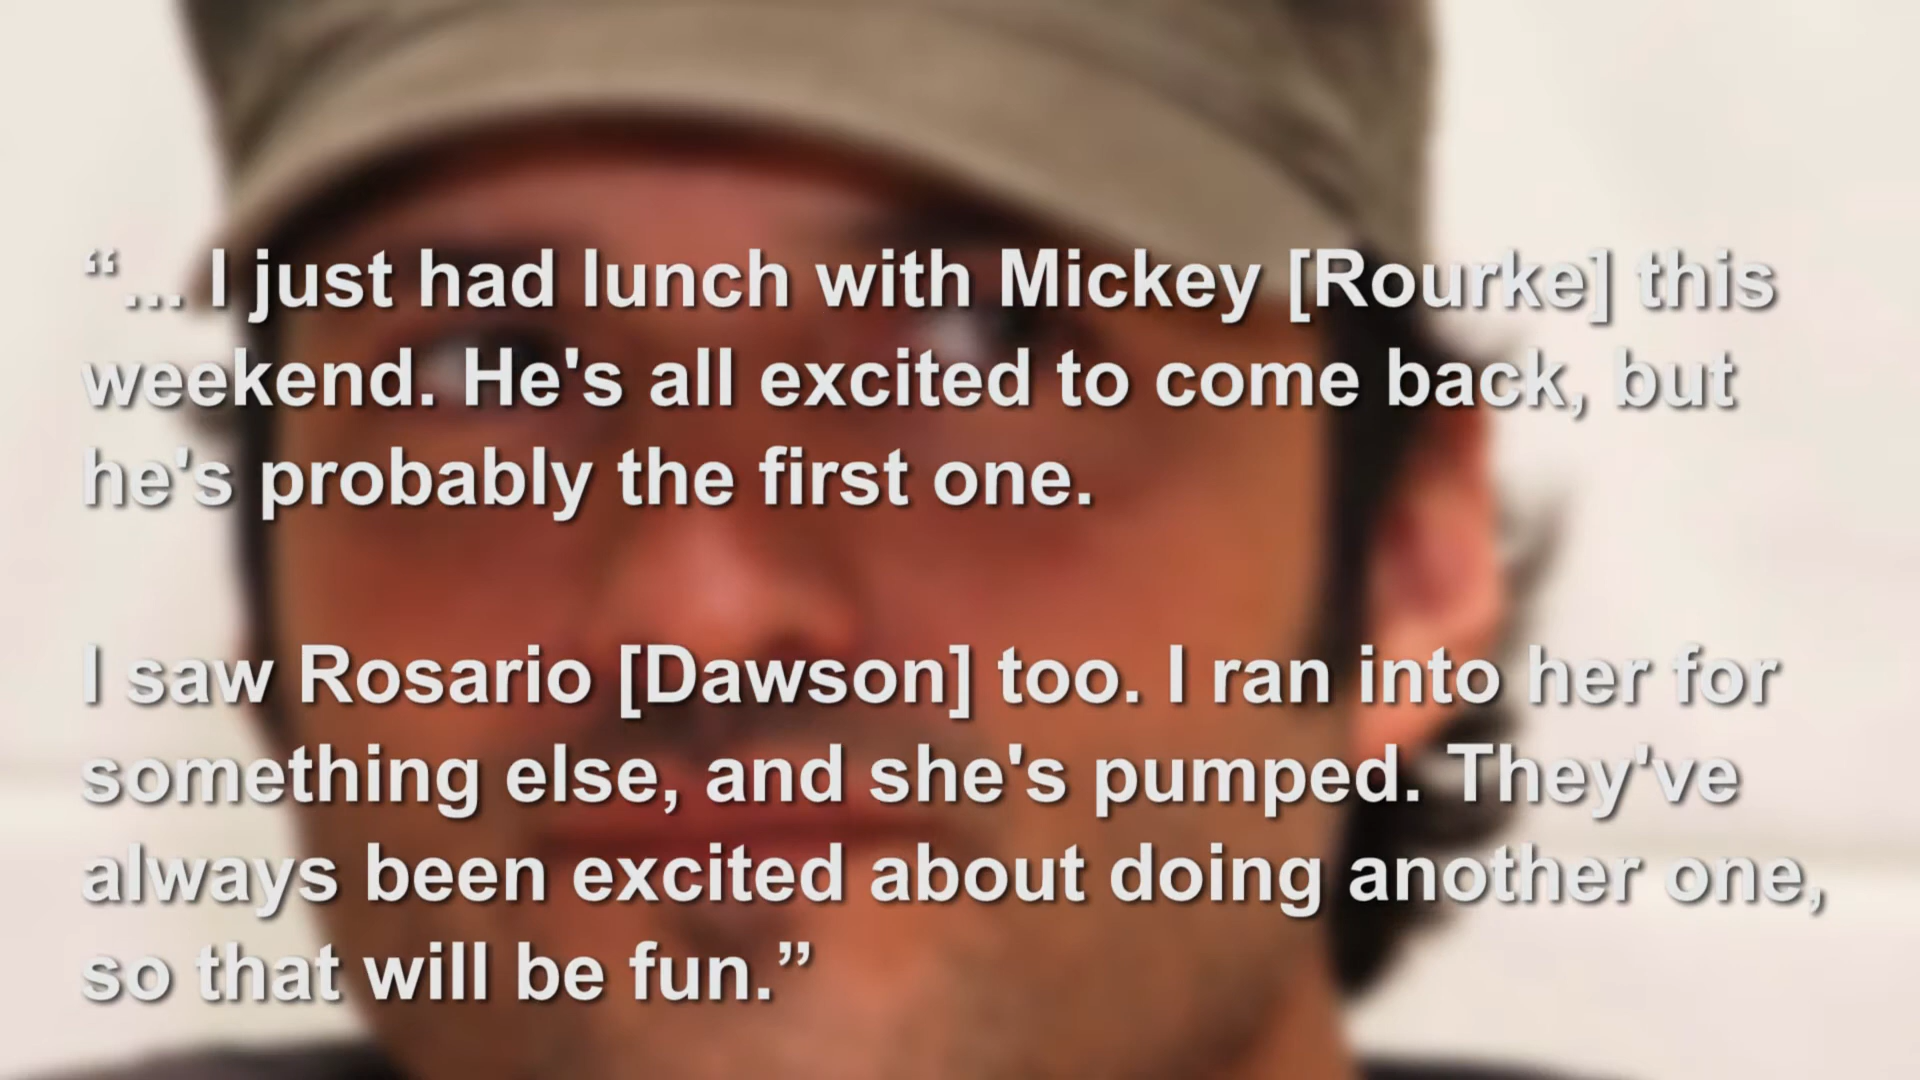 “... I just had lunch with Mickey [Rourke] this
weekend. He's all excited to come back, but
he's probably the first one.
I saw Rosario [Dawson] too. I ran into her for
something else, and she's pumped. They've
always been excited about doing another one,
so that will be fun.”